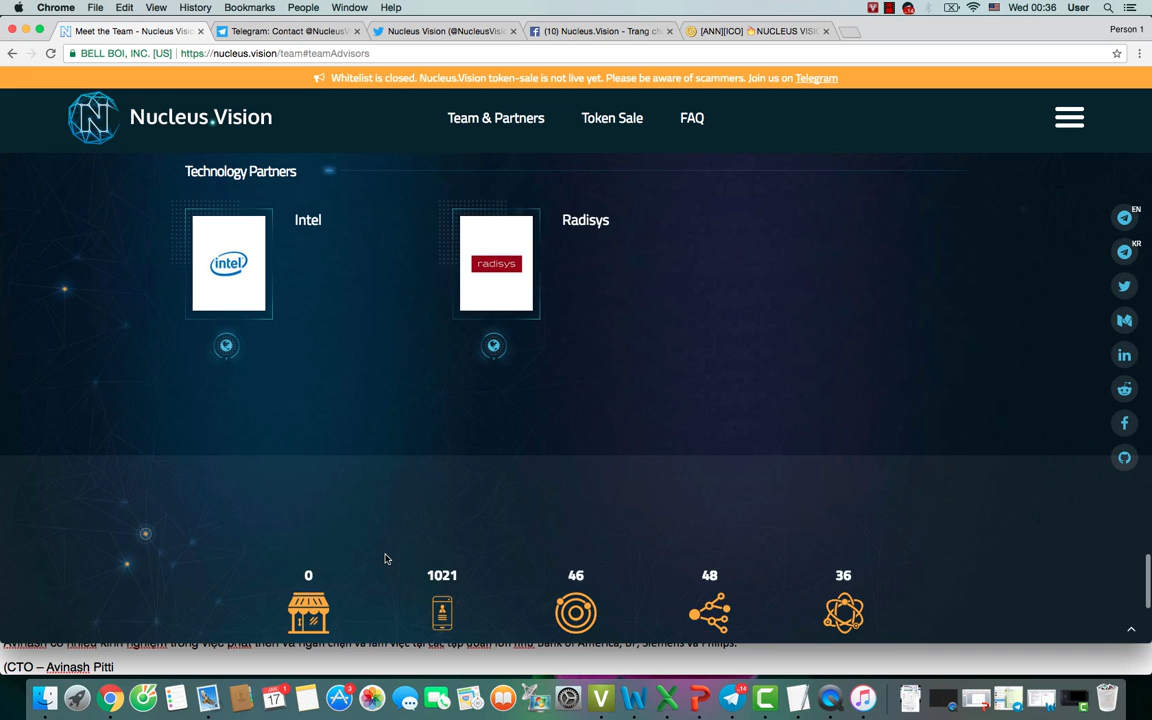 Chrome File Edit View History Bookmarks People Window Help
Wed 00:36 User
Meet the Team - Nucleus Visi
Telegram: Contact @NucleusV
Nucleus Vision (@NucleusVisio
(10) Nucleus.Vision - Trang ch
[ANN][ICO] NUCLEUS VISI
Person 1
BELL BOI, INC. [US] https://nucleus.vision/team#teamAdvisors
Whitelist is closed. Nucleus.Vision token-sale is not live yet. Please be aware of scammers. Join us on Telegram
Nucleus.Vision
Team & Partners
Token Sale
FAQ
Technology Partners
Intel
Radisys
intel
radisys
EN
KR
0
1021
46
48
36
(CTO – Avinash Pitti